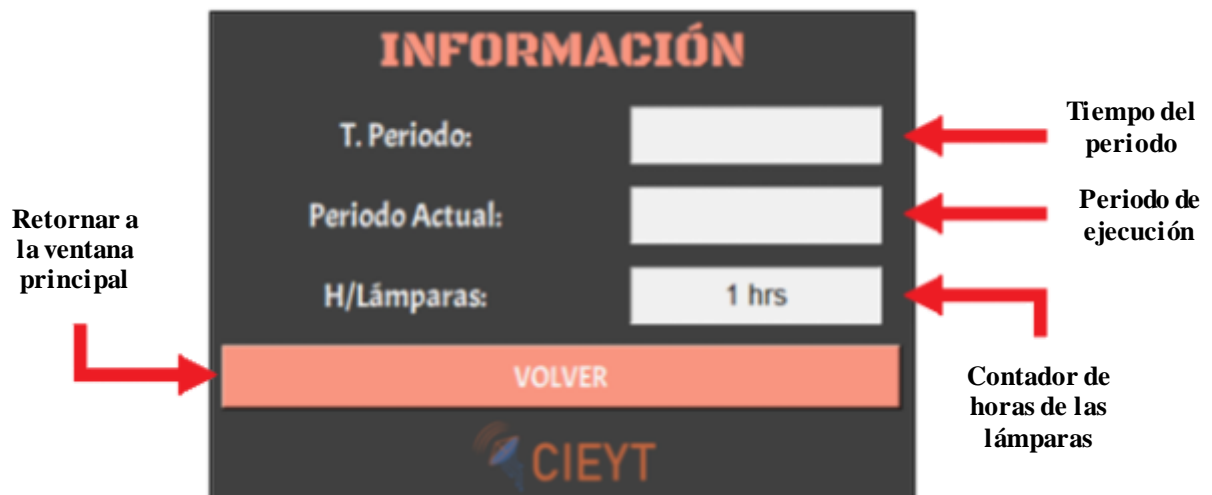 INFORMACIÓN
T. Periodo:
Tiempo del
periodo
Periodo Actual:
Periodo de
ejecución
Retornar a
la ventana
principal
H/Lámparas:
1 hrs
Contador de
horas de las
lámparas
VOLVER
CIEYT